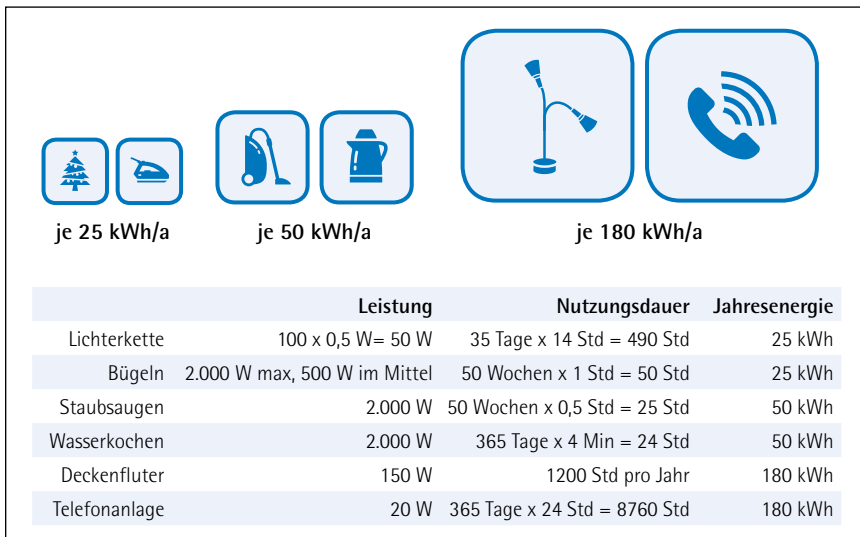 je 25 kWh/a je 50 kWh/a je 180 kWh/a
Leistung Nutzungsdauer Jahresenergie
Lichterkette 100 x 0,5 W= 50 W 35 Tage x 14 Std = 490 Std 25 kWh
Bügeln 2.000 W max, 500 W im Mittel 50 Wochen x 1 Std = 50 Std 25 kWh
Staubsaugen 2.000 W 50 Wochen x 0,5 Std = 25 Std 50 kWh
Wasserkochen 2.000 W 365 Tage x 4 Min = 24 Std 50 kWh
Deckenfluter 150 W 1200 Std pro Jahr 180 kWh
Telefonanlage 20 W 365 Tage x 24 Std = 8760 Std 180 kWh